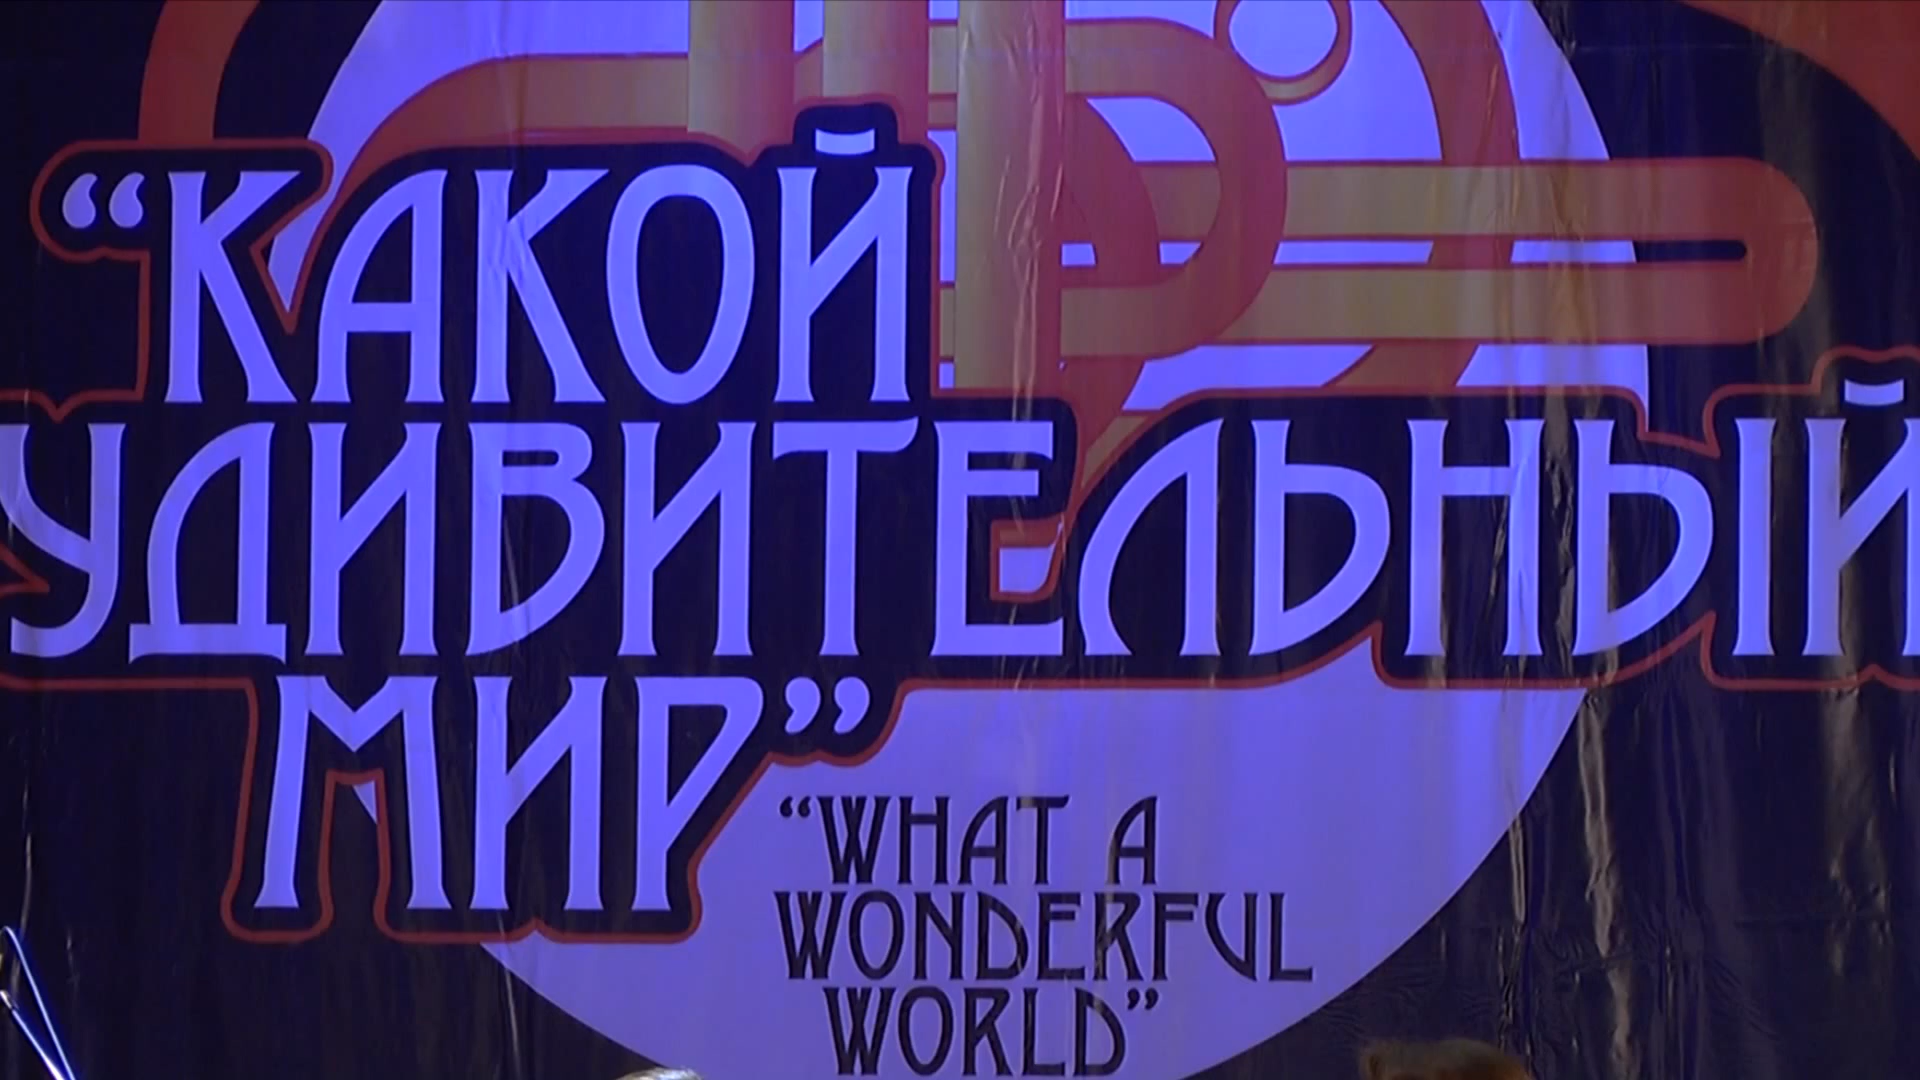 “КАКОЙ
УДИВИТЕЛЬНЫЙ
МИР”
“WHAT A
WONDERFUL
WORLD”